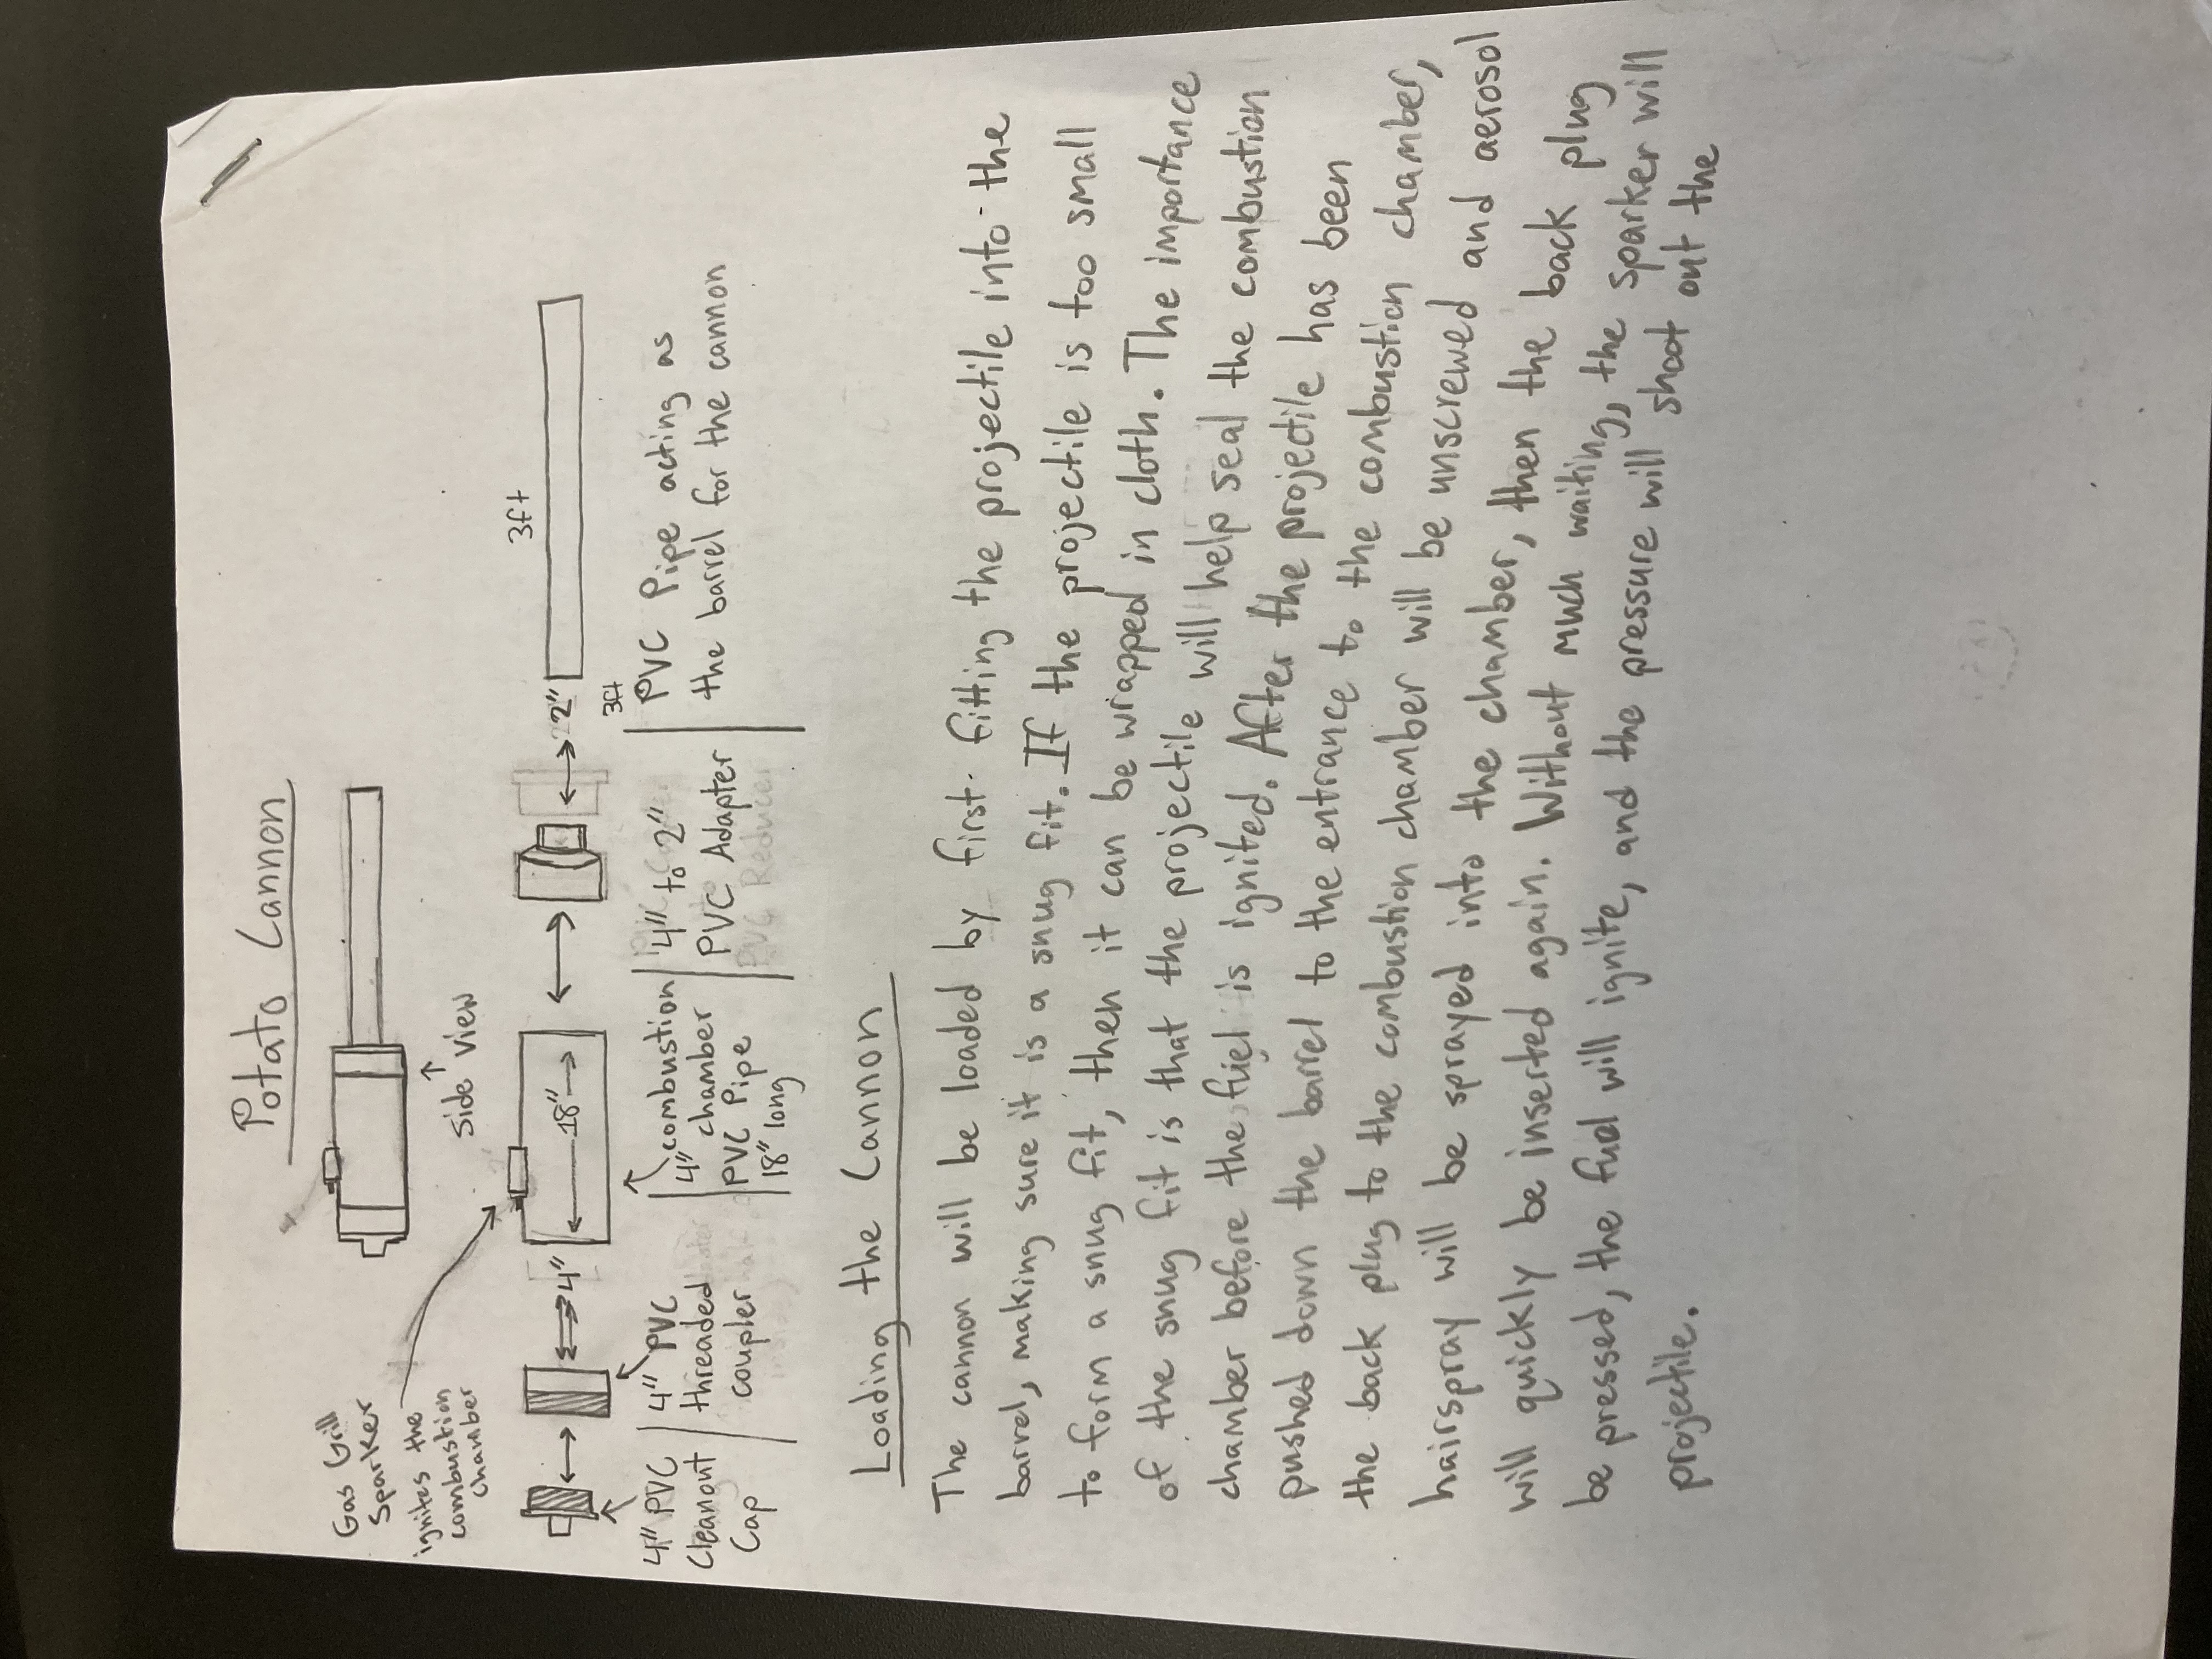 Potato Cannon
Gas Grill
Sparker
ignites the
combustion
chamber
side view
4"
18"
2"
3ft
4" PVC
Cleanout
Cap
4" PVC
threaded
coupler
combustion
4" chamber
PVC Pipe
18" long
4" to 2"
PVC Adapter
PVC Reducer
3ft
PVC Pipe acting as
the barrel for the cannon
Loading the Cannon
The cannon will be loaded by first fitting the projectile into the
barrel, making sure it is a snug fit. If the projectile is too small
to form a snug fit, then it can be wrapped in cloth. The importance
of the snug fit is that the projectile will help seal the combustion
chamber before the fuel is ignited. After the projectile has been
pushed down the barrel to the entrance to the combustion chamber,
the back plug to the combustion chamber will be unscrewed and aerosol
hairspray will be sprayed into the chamber, then the back plug
will quickly be inserted again. Without much waiting, the sparker will
be pressed, the fuel will ignite, and the pressure will shoot out the
projectile.